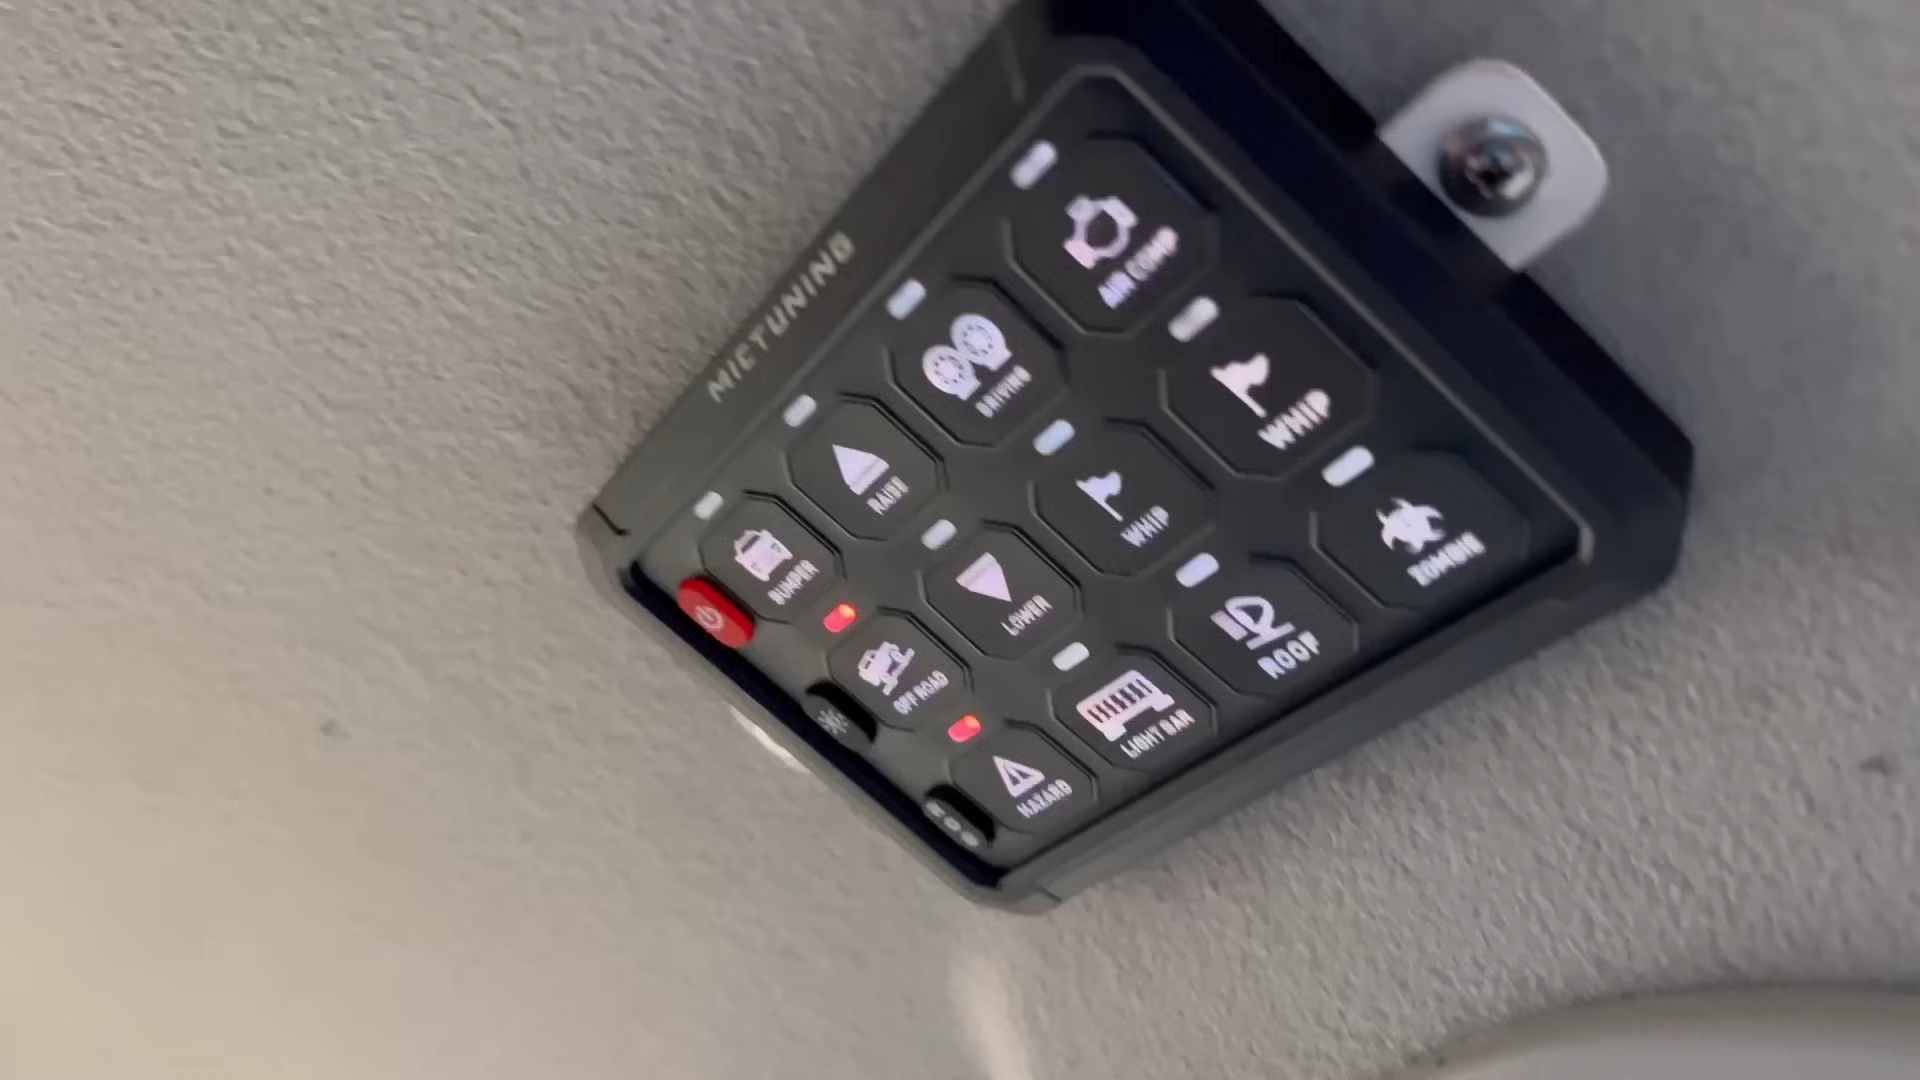 MICTUNING
AIR COMP
DRIVING
RAISE
BUMPER
WHIP
WHIP
LOWER
OFF ROAD
ZOMBIE
ROOF
LIGHT BAR
HAZARD